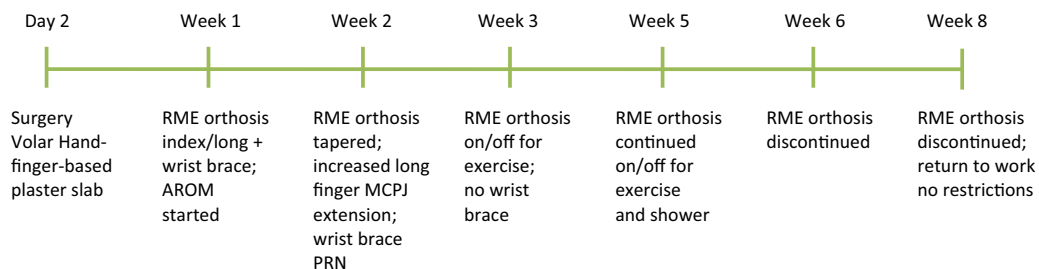 Day 2
Week 1
Week 2
Week 3
Week 5
Week 6
Week 8
Surgery
Volar Hand-
finger-based
plaster slab
RME orthosis
index/long +
wrist brace;
AROM
started
RME orthosis
tapered;
increased long
finger MCPJ
extension;
wrist brace
PRN
RME orthosis
on/off for
exercise;
no wrist
brace
RME orthosis
continued
on/off for
exercise
and shower
RME orthosis
discontinued
RME orthosis
discontinued;
return to work
no restrictions